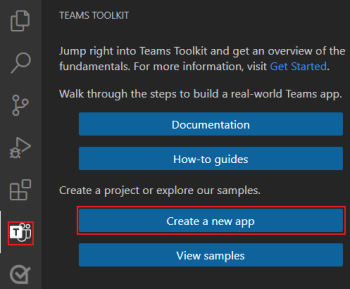 TEAMS TOOLKIT
Jump right into Teams Toolkit and get an overview of the
fundamentals. For more information, visit Get Started.
Walk through the steps to build a real-world Teams app.
Documentation
How-to guides
Create a project or explore our samples.
Create a new app
View samples